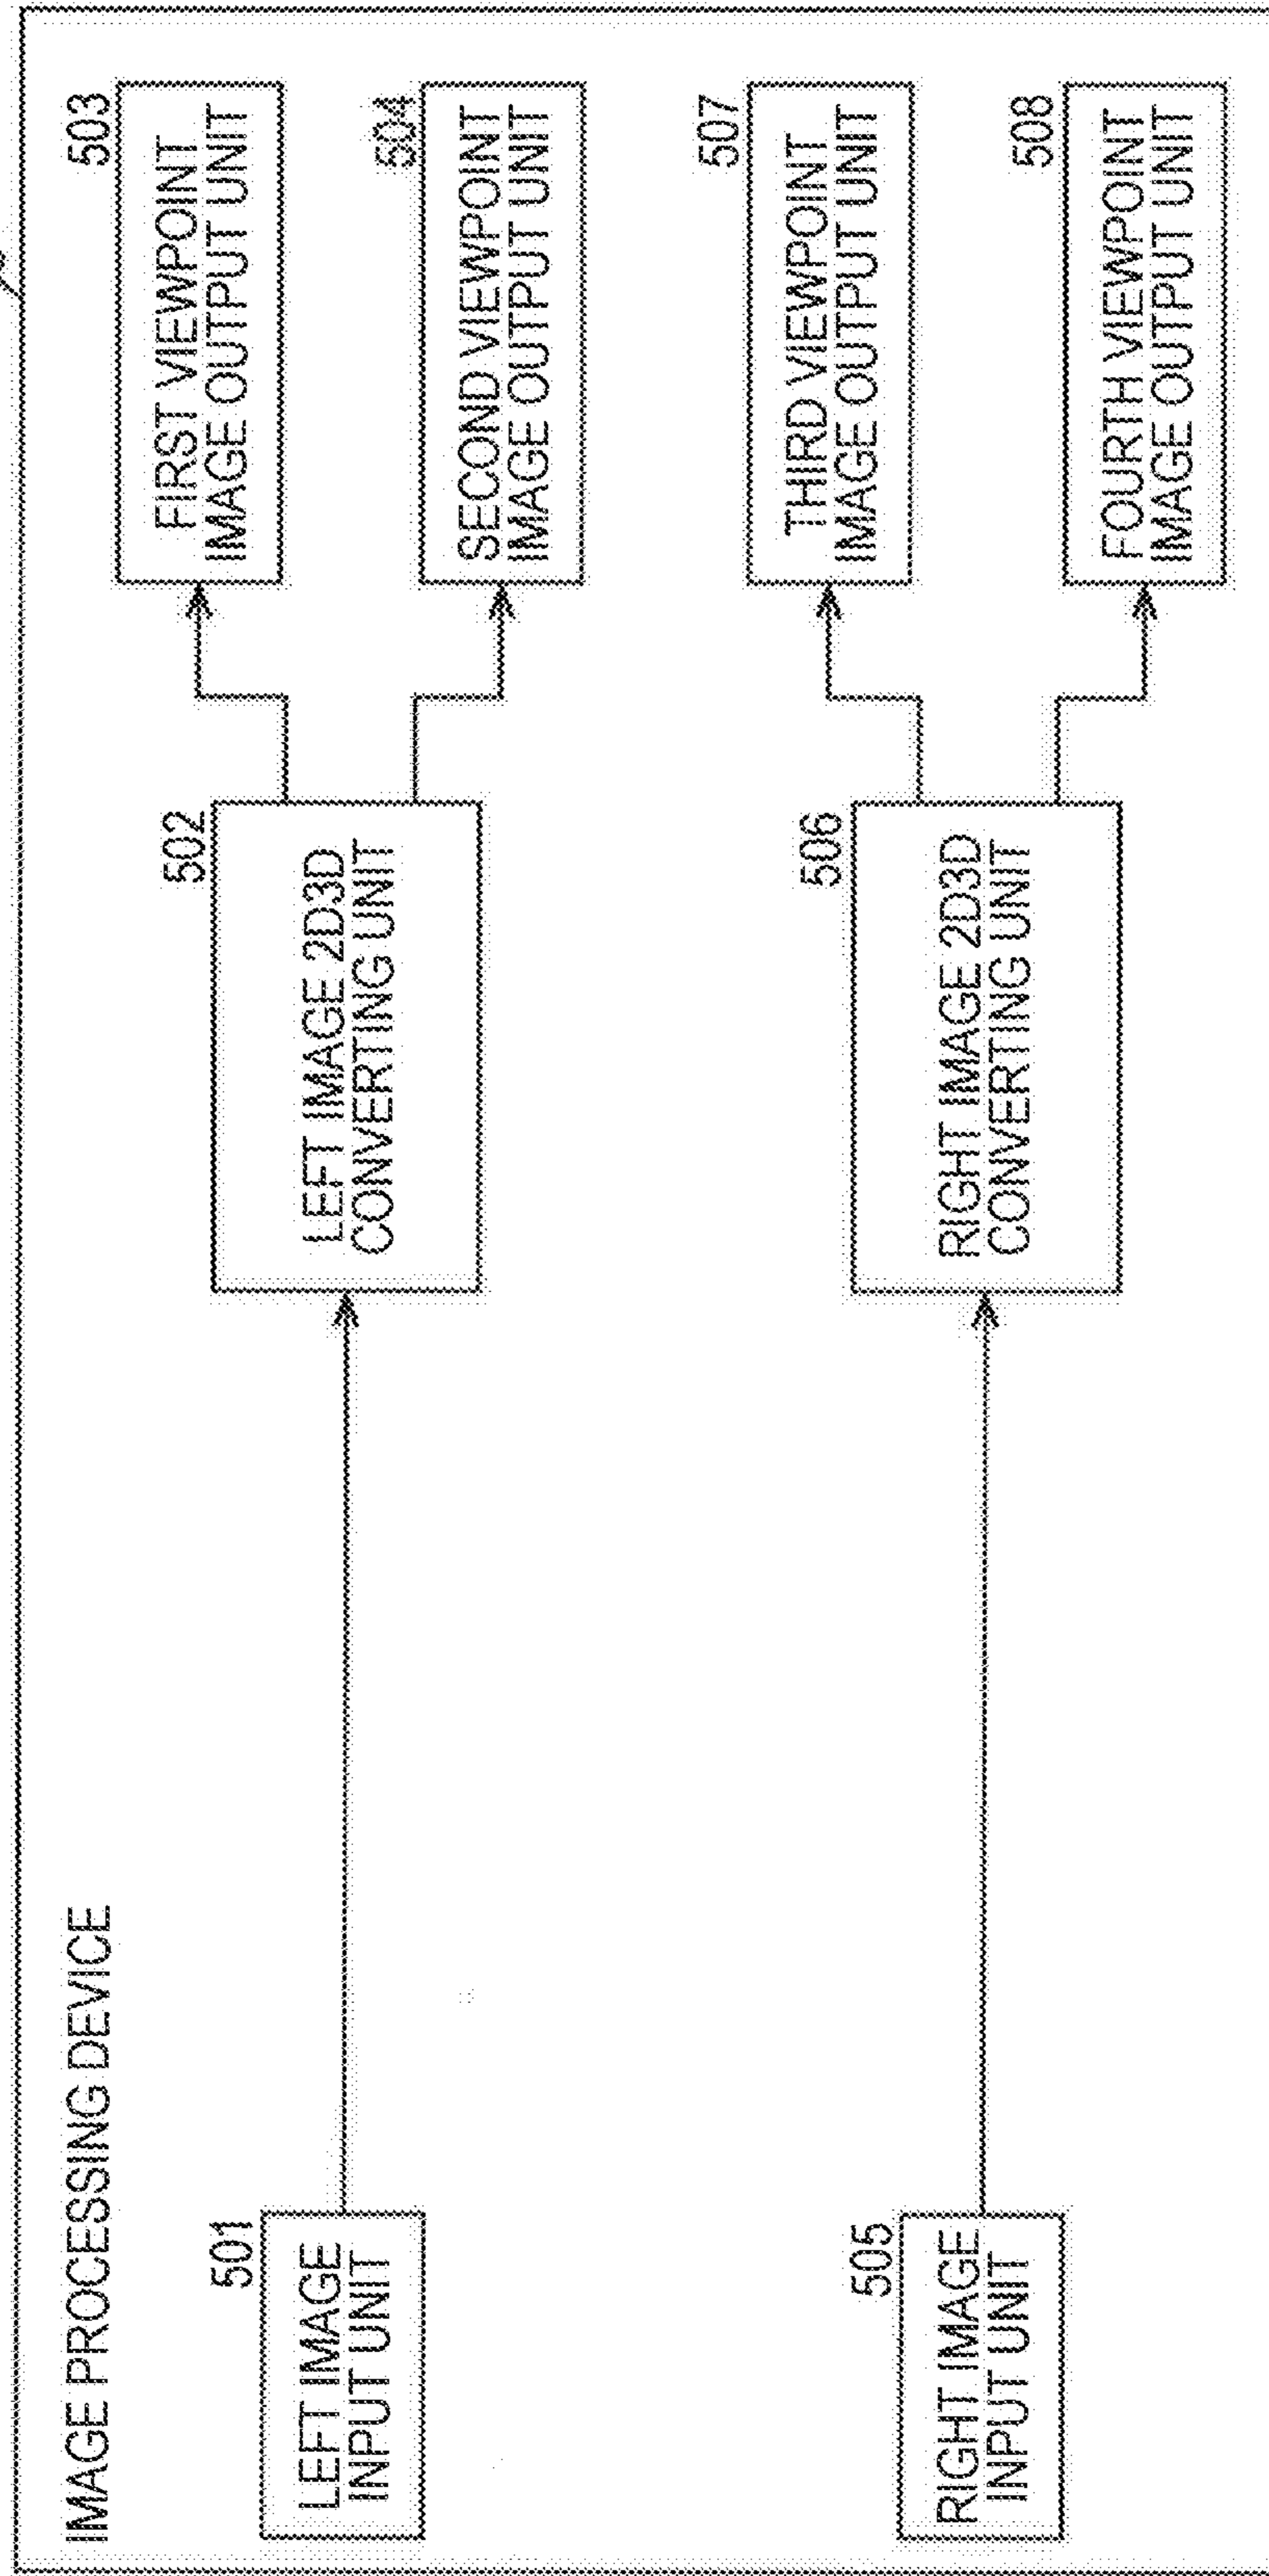 IMAGE PROCESSING DEVICE
501
LEFT IMAGE
INPUT UNIT
502
LEFT IMAGE 2D3D
CONVERTING UNIT
503
FIRST VIEWPOINT
IMAGE OUTPUT UNIT
504
SECOND VIEWPOINT
IMAGE OUTPUT UNIT
505
RIGHT IMAGE
INPUT UNIT
506
RIGHT IMAGE 2D3D
CONVERTING UNIT
507
THIRD VIEWPOINT
IMAGE OUTPUT UNIT
508
FOURTH VIEWPOINT
IMAGE OUTPUT UNIT